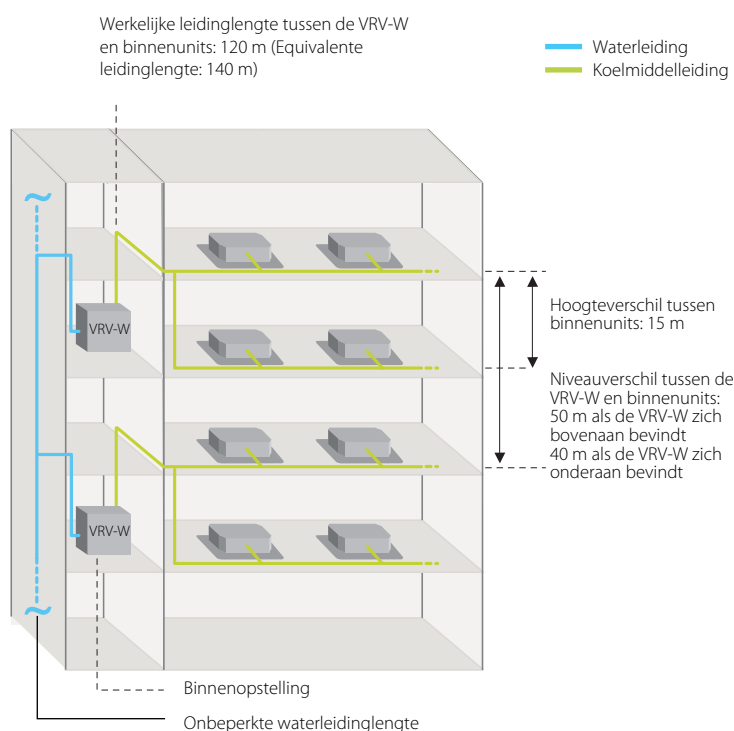 Werkelijke leidinglengte tussen de VRV-W
en binnenunits: 120 m (Equivalente
leidinglengte: 140 m)
Waterleiding
Koelmiddelleiding
VRV-W
Hoogteverschil tussen
binnenunits: 15 m
Niveauverschil tussen de
VRV-W en binnenunits:
50 m als de VRV-W zich
bovenaan bevindt
40 m als de VRV-W zich
onderaan bevindt
VRV-W
Binnenopstelling
Onbeperkte waterleidinglengte